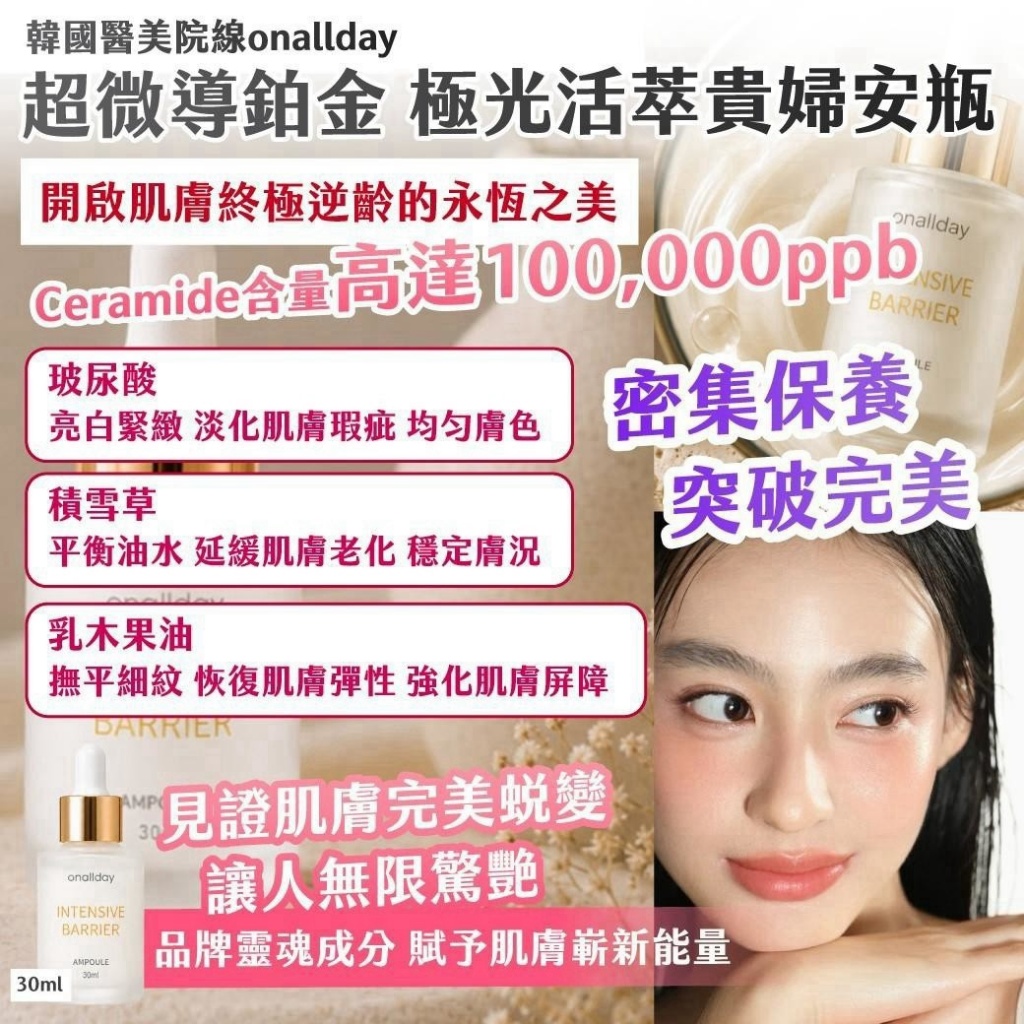 韓國醫美院線onallday
超微導鉑金 極光活萃貴婦安瓶
開啟肌膚終極逆齡的永恆之美
Ceramide含量高達100,000ppb
onallday
BARRIER
密集保養
突破完美
玻尿酸
亮白緊緻 淡化肌膚瑕疵 均勻膚色
積雪草
平衡油水 延緩肌膚老化 穩定膚況
onallday
乳木果油
撫平細紋 恢復肌膚彈性 強化肌膚屏障
BARRIER
見證肌膚完美蛻變
讓人無限驚艷
品牌靈魂成分 賦予肌膚嶄新能量
onallday
INTENSIVE
BARRIER
AMPOULE
30ml
30ml